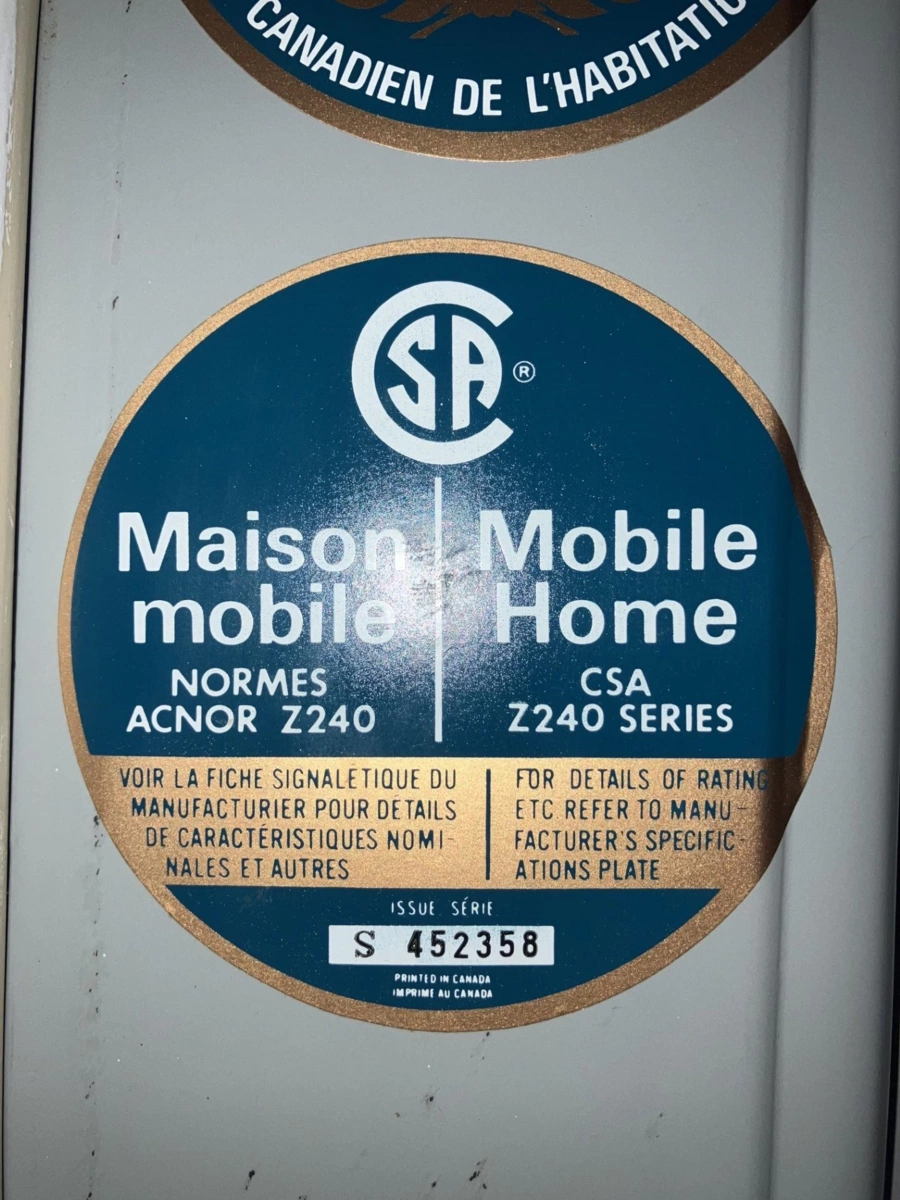 CANADIEN DE L'HABITATIO
CSA ®
Maison
mobile
NORMES
ACNOR Z240
Mobile
Home
CSA
Z240 SERIES
VOIR LA FICHE SIGNALÉTIQUE DU
MANUFACTURIER POUR DÉTAILS
DE CARACTÉRISTIQUES NOMI-
NALES ET AUTRES
FOR DETAILS OF RATING
ETC REFER TO MANU-
FACTURER'S SPECIFIC-
ATIONS PLATE
ISSUE SÉRIE
S 452358
PRINTED IN CANADA
IMPRIMÉ AU CANADA